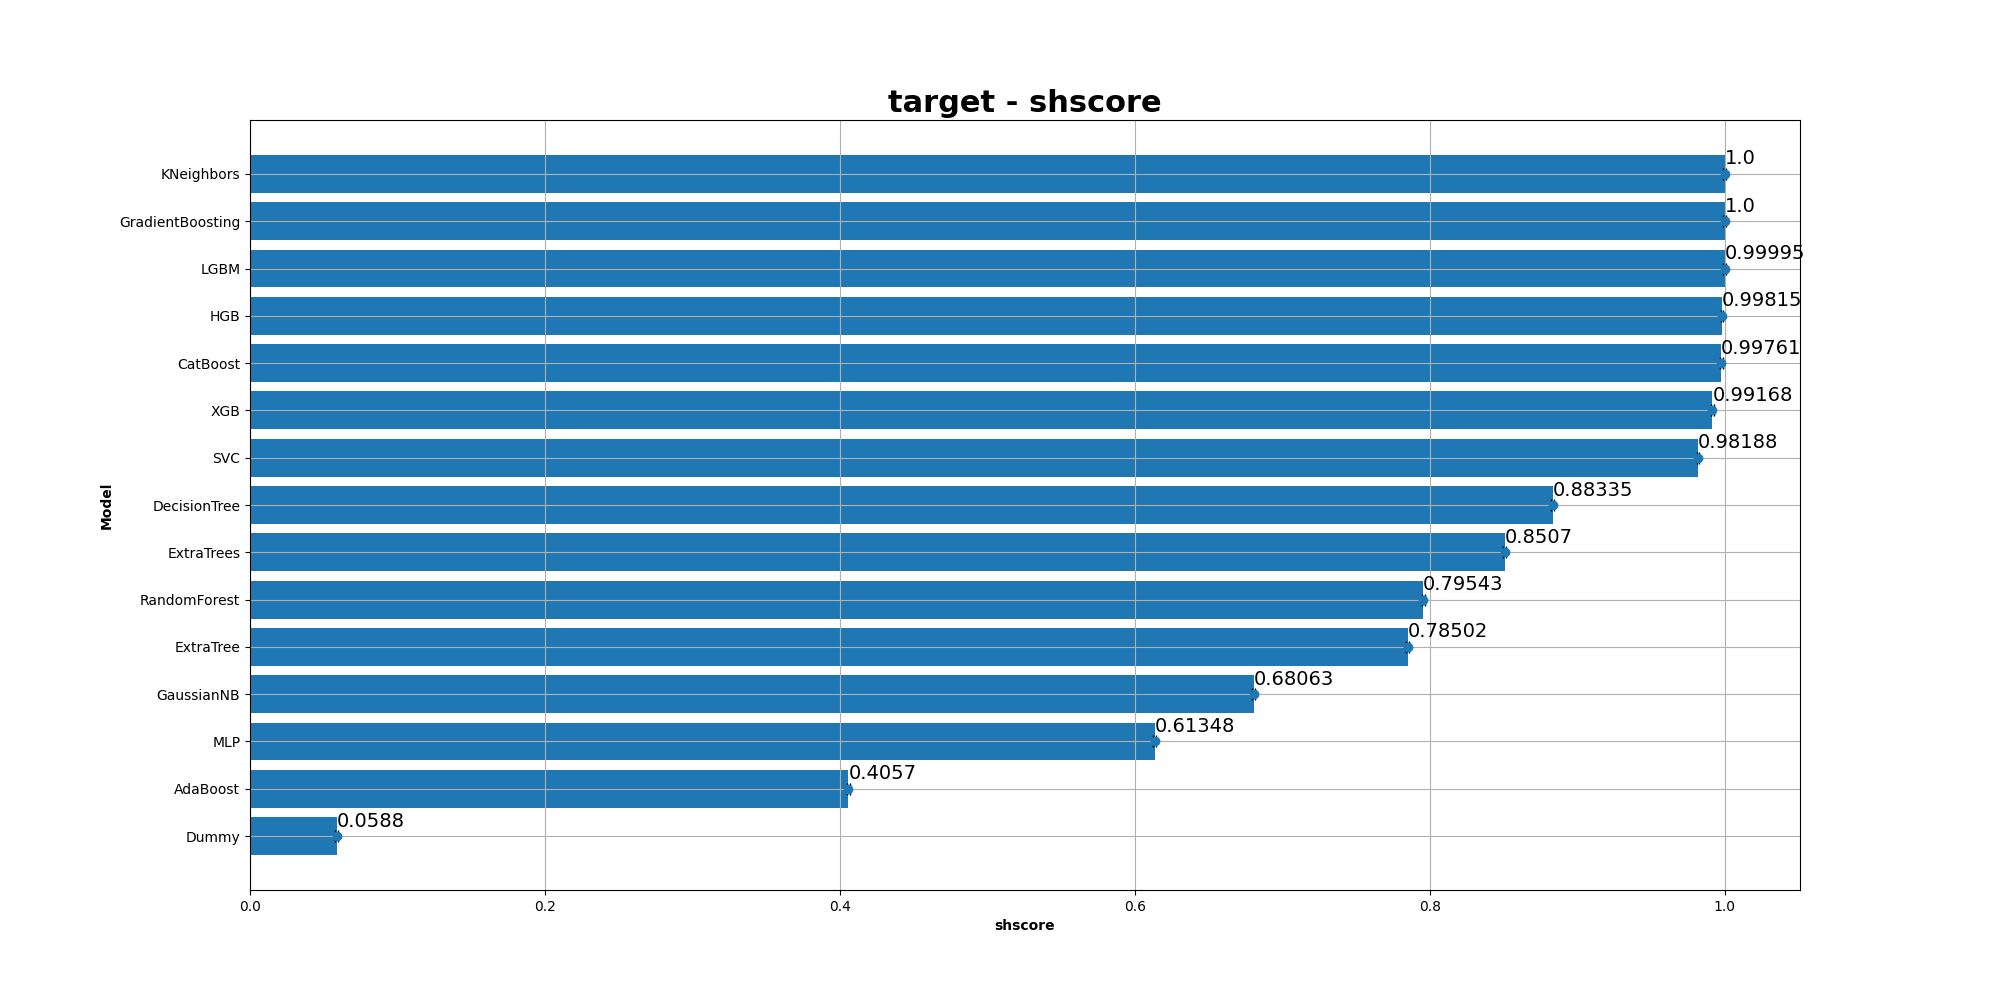 target - shscore
KNeighbors 1.0
GradientBoosting 1.0
LGBM 0.99995
HGB 0.99815
CatBoost 0.99761
XGB 0.99168
SVC 0.98188
DecisionTree 0.88335
ExtraTrees 0.8507
RandomForest 0.79543
ExtraTree 0.78502
GaussianNB 0.68063
MLP 0.61348
AdaBoost 0.4057
Dummy 0.0588
Model
0.0 0.2 0.4 0.6 0.8 1.0
shscore